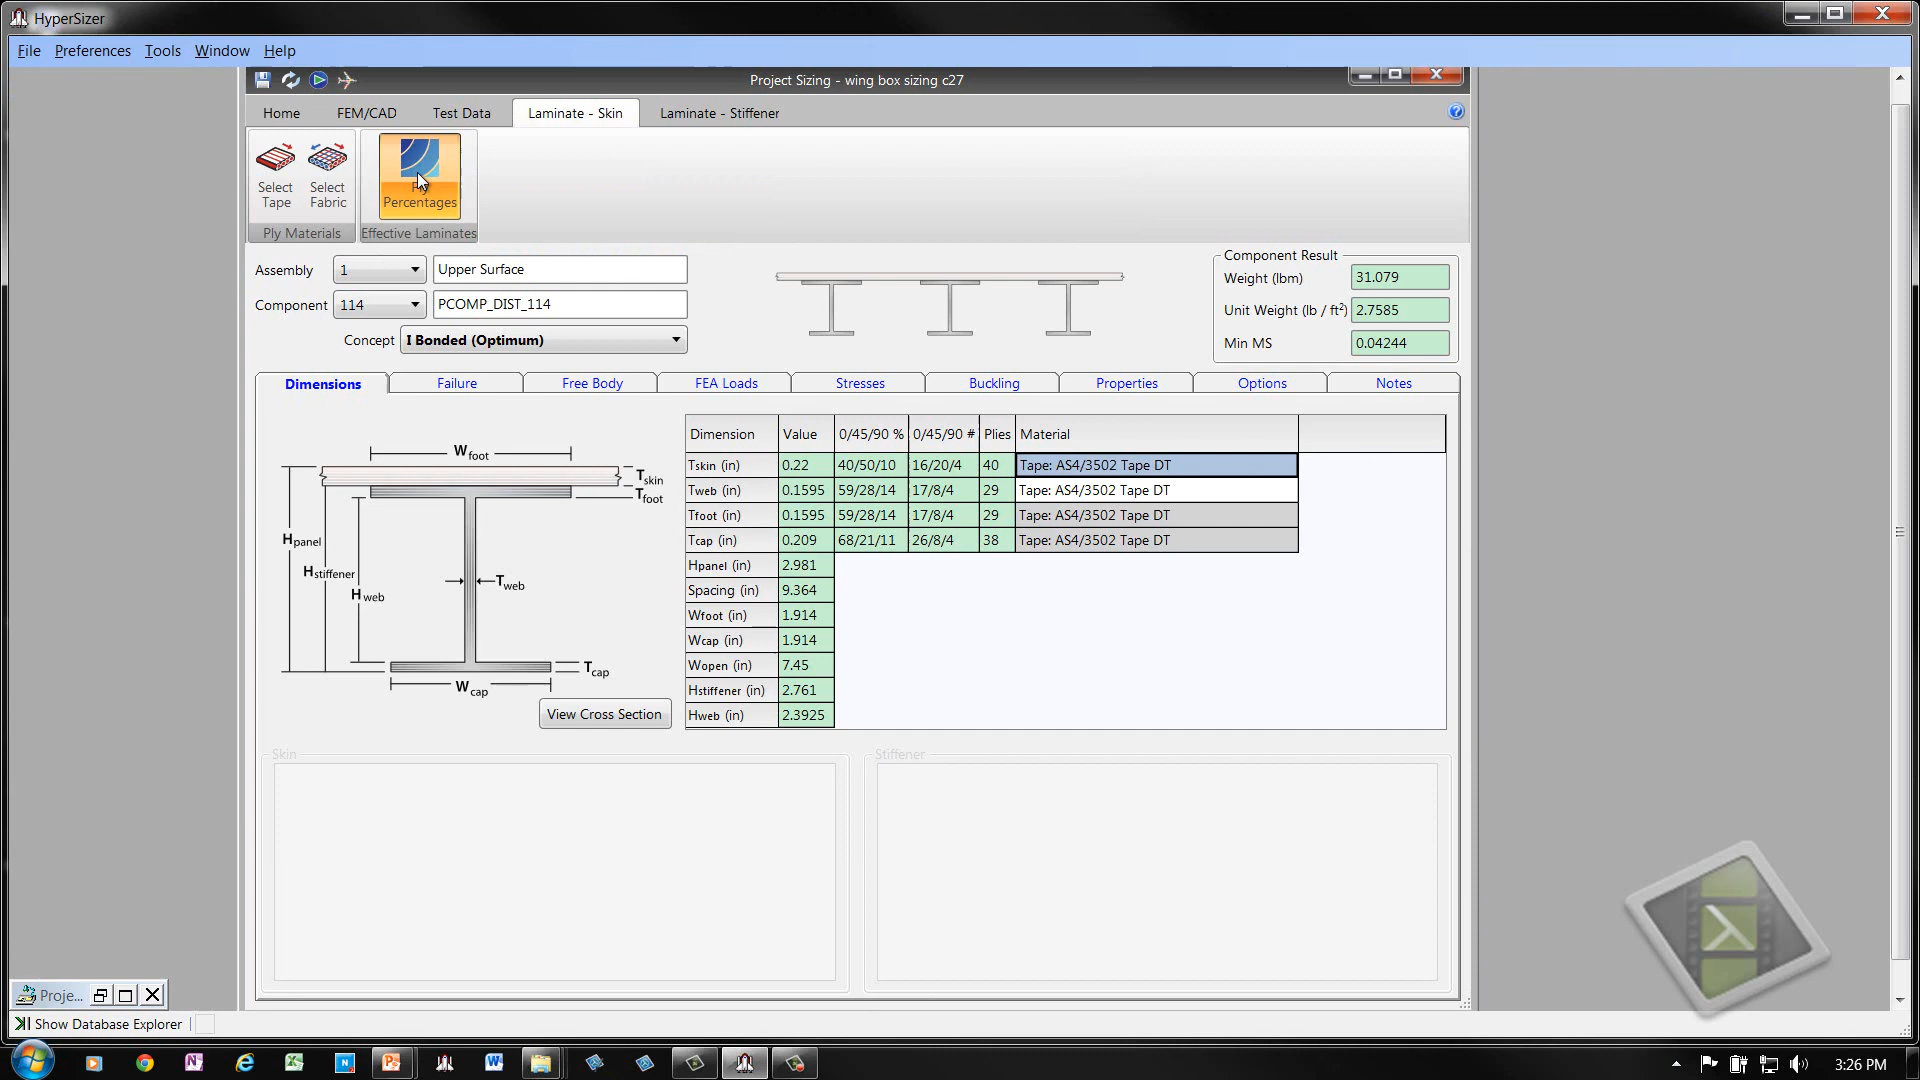 HyperSizer
File Preferences Tools Window Help
Project Sizing - wing box sizing c27
Home FEM/CAD Test Data Laminate - Skin Laminate - Stiffener
Select Tape
Select Fabric
Ply Percentages
Ply Materials
Effective Laminates
Assembly 1 Upper Surface
Component 114 PCOMP_DIST_114
Concept I Bonded (Optimum)
Component Result
Weight (lbm) 31.079
Unit Weight (lb / ft²) 2.7585
Min MS 0.04244
Dimensions Failure Free Body FEA Loads Stresses Buckling Properties Options Notes
Wfoot
Tskin
Tfoot
Hpanel
Hstiffener
Hweb
Tweb
Tcap
Wcap
View Cross Section
Dimension Value 0/45/90 % 0/45/90 # Plies Material
Tskin (in) 0.22 40/50/10 16/20/4 40 Tape: AS4/3502 Tape DT
Tweb (in) 0.1595 59/28/14 17/8/4 29 Tape: AS4/3502 Tape DT
Tfoot (in) 0.1595 59/28/14 17/8/4 29 Tape: AS4/3502 Tape DT
Tcap (in) 0.209 68/21/11 26/8/4 38 Tape: AS4/3502 Tape DT
Hpanel (in) 2.981
Spacing (in) 9.364
Wfoot (in) 1.914
Wcap (in) 1.914
Wopen (in) 7.45
Hstiffener (in) 2.761
Hweb (in) 2.3925
Skin
Stiffener
Proje...
Show Database Explorer
3:26 PM